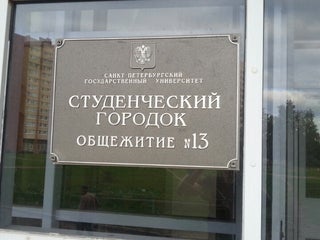 САНКТ ПЕТЕРБУРГСКИЙ
ГОСУДАРСТВЕННЫЙ УНИВЕРСИТЕТ
СТУДЕНЧЕСКИЙ
ГОРОДОК
ОБЩЕЖИТИЕ №13